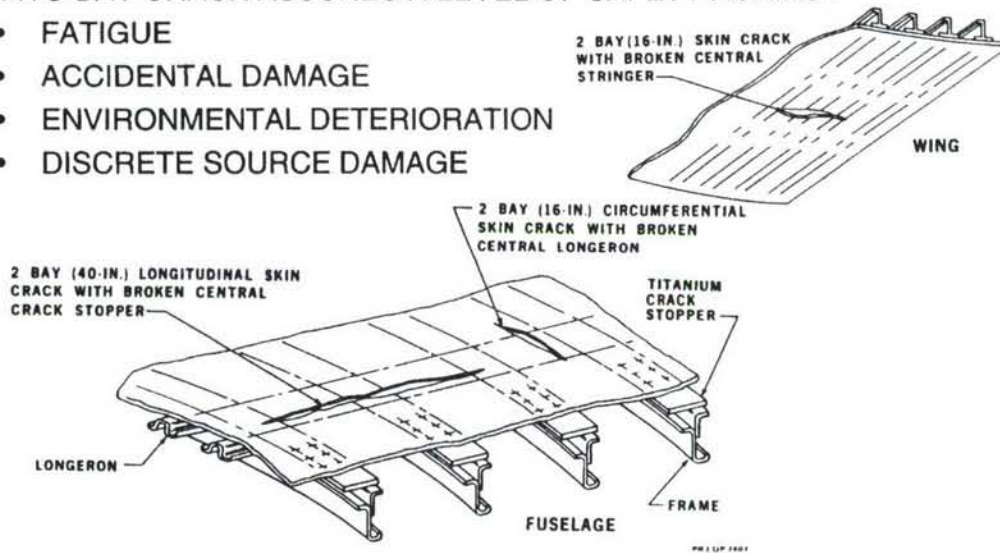 • FATIGUE
• ACCIDENTAL DAMAGE
• ENVIRONMENTAL DETERIORATION
• DISCRETE SOURCE DAMAGE
2 BAY (16-IN.) SKIN CRACK
WITH BROKEN CENTRAL
STRINGER
WING
2 BAY (16-IN.) CIRCUMFERENTIAL
SKIN CRACK WITH BROKEN
CENTRAL LONGERON
2 BAY (40-IN.) LONGITUDINAL SKIN
CRACK WITH BROKEN CENTRAL
CRACK STOPPER
TITANIUM
CRACK
STOPPER
LONGERON
FRAME
FUSELAGE